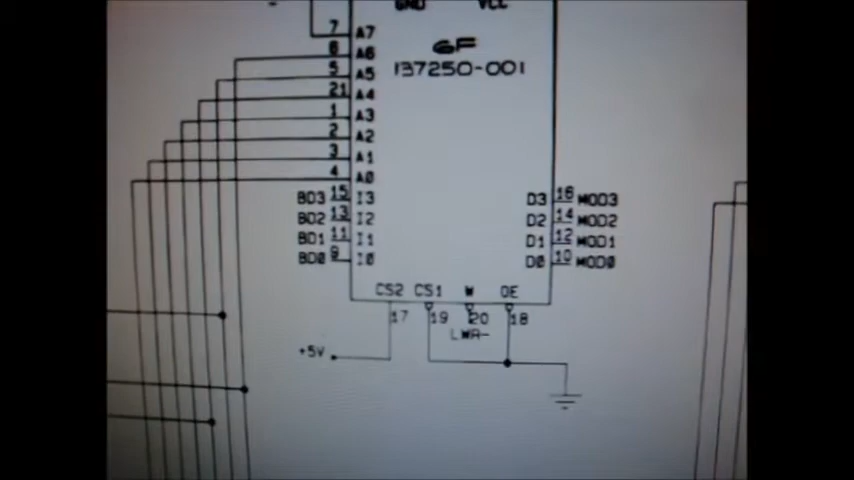 GND VCC
7 A7
6 A6
5 A5
21 A4
1 A3
2 A2
3 A1
4 A0
6F
137250-001
BD3 15 I3
BD2 13 I2
BD1 11 I1
BD0 9 I0
D3 16 MOD3
D2 14 MOD2
D1 12 MOD1
D0 10 MOD0
CS2 CS1 W OE
17 19 20 18
LWR-
+5V